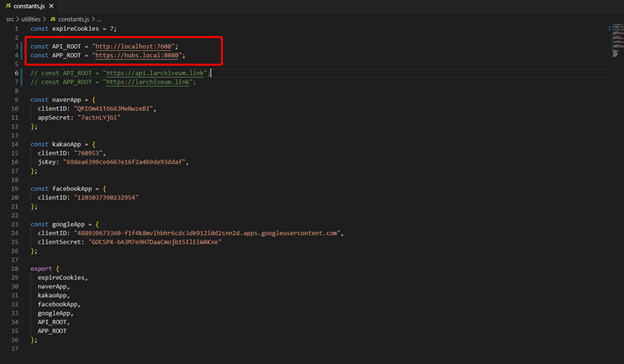 JS constants.js ×
src > utilities > JS constants.js > ...
1 const expireCookies = 7;
2
3 const API_ROOT = "http://localhost:7600";
4 const APP_ROOT = "https://hubs.local:8080";
5
6 // const API_ROOT = "https://api.larchiveum.link";
7 // const APP_ROOT = "https://larchiveum.link";
8
9 const naverApp = {
10 clientID: "QPIOm41T66AJMeNwzeBI",
11 appSecret: "7actnLYjGi"
12 };
13
14 const kakaoApp = {
15 clientID: "760953",
16 jsKey: "698ea6399ce6667e16f2a4b9de93ddaf",
17 };
18
19 const facebookApp = {
20 clientID: "1205037390232954"
21 };
22
23 const googleApp = {
24 clientID: "488939673360-f1f4k8mvlhbhr6cdc3dk912i0d2snn2d.apps.googleusercontent.com",
25 clientSecret: "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"
26 };
27
28 export {
29 expireCookies,
30 naverApp,
31 kakaoApp,
32 facebookApp,
33 googleApp,
34 API_ROOT,
35 APP_ROOT
36 };
37